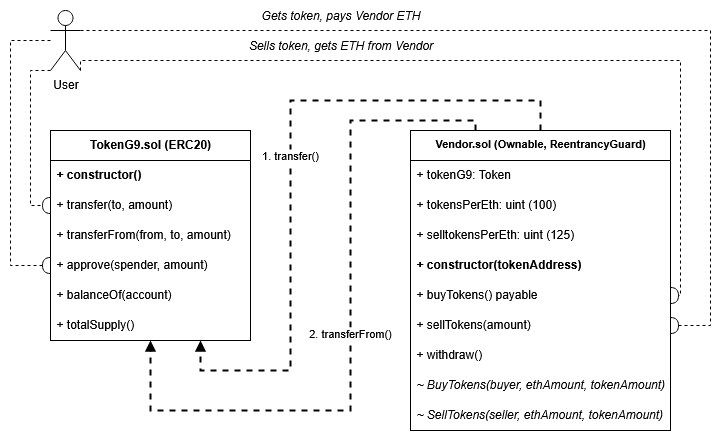 Gets token, pays Vendor ETH
Sells token, gets ETH from Vendor
User
TokenG9.sol (ERC20)
+ constructor()
+ transfer(to, amount)
+ transferFrom(from, to, amount)
+ approve(spender, amount)
+ balanceOf(account)
+ totalSupply()
1. transfer()
2. transferFrom()
Vendor.sol (Ownable, ReentrancyGuard)
+ tokenG9: Token
+ tokensPerEth: uint (100)
+ selltokensPerEth: uint (125)
+ constructor(tokenAddress)
+ buyTokens() payable
+ sellTokens(amount)
+ withdraw()
~ BuyTokens(buyer, ethAmount, tokenAmount)
~ SellTokens(seller, ethAmount, tokenAmount)